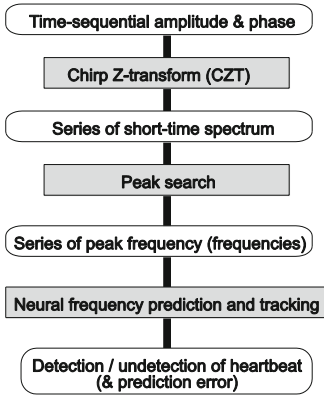 Time-sequential amplitude & phase
Chirp Z-transform (CZT)
Series of short-time spectrum
Peak search
Series of peak frequency (frequencies)
Neural frequency prediction and tracking
Detection / undetection of heartbeat
(& prediction error)